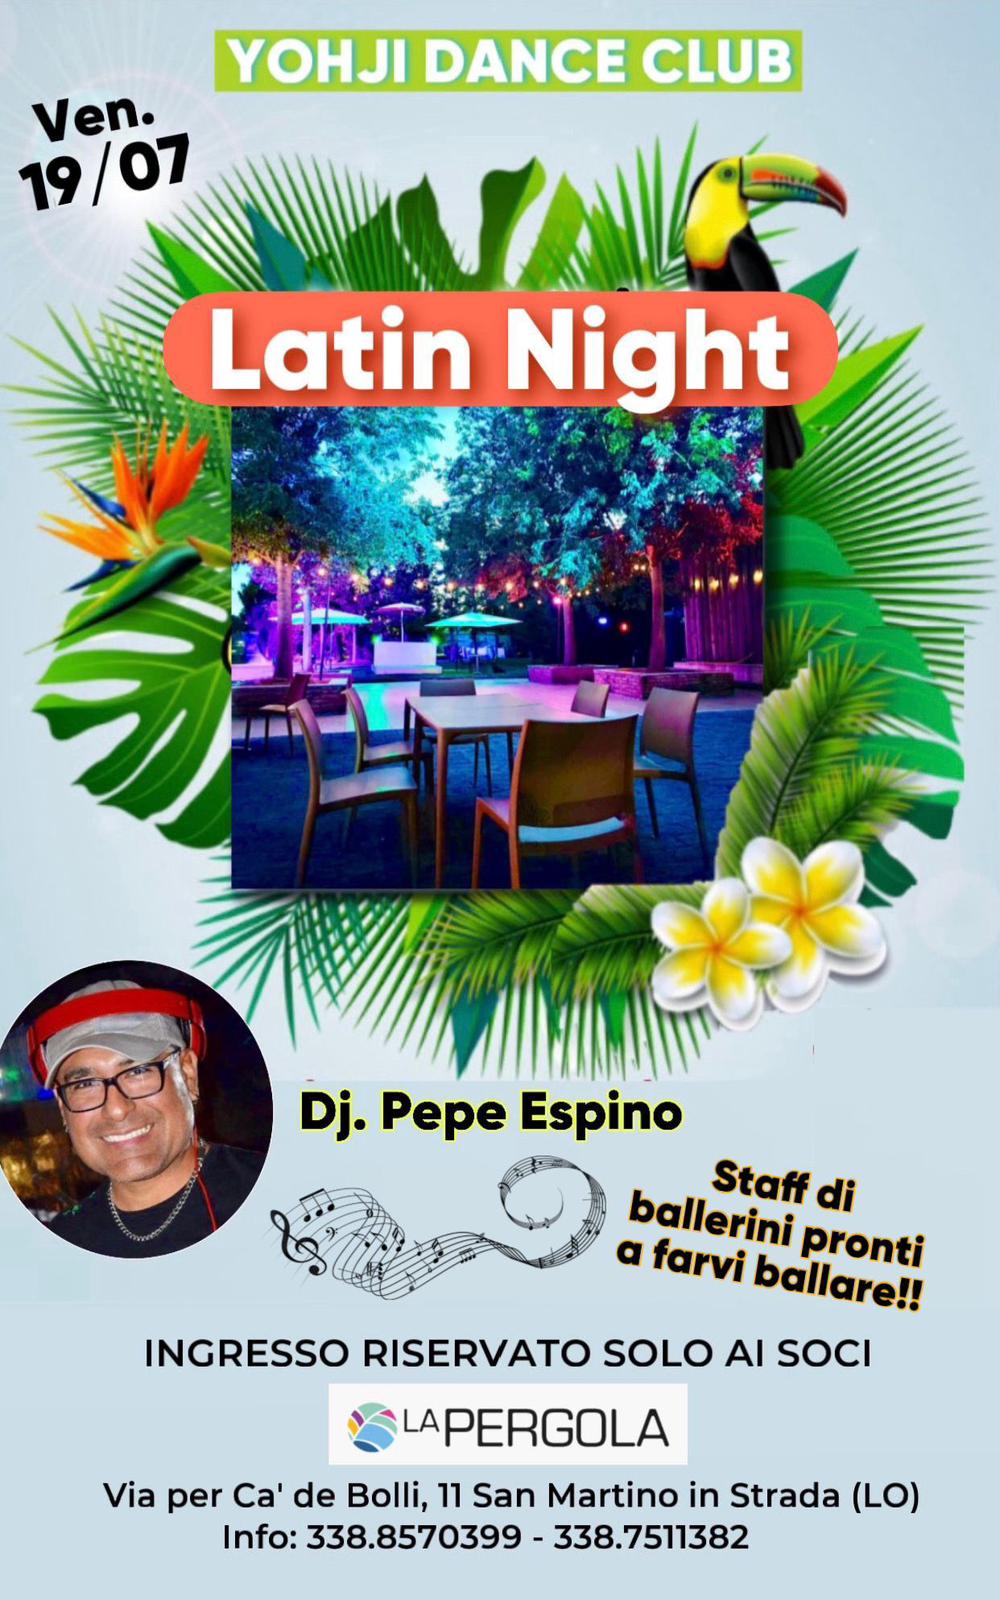 YOHJI DANCE CLUB
Ven.
19/07
Latin Night
Dj. Pepe Espino
Staff di
ballerini pronti
a farvi ballare!!
INGRESSO RISERVATO SOLO AI SOCI
LA PERGOLA
Via per Ca' de Bolli, 11 San Martino in Strada (LO)
Info: 338.8570399 - 338.7511382